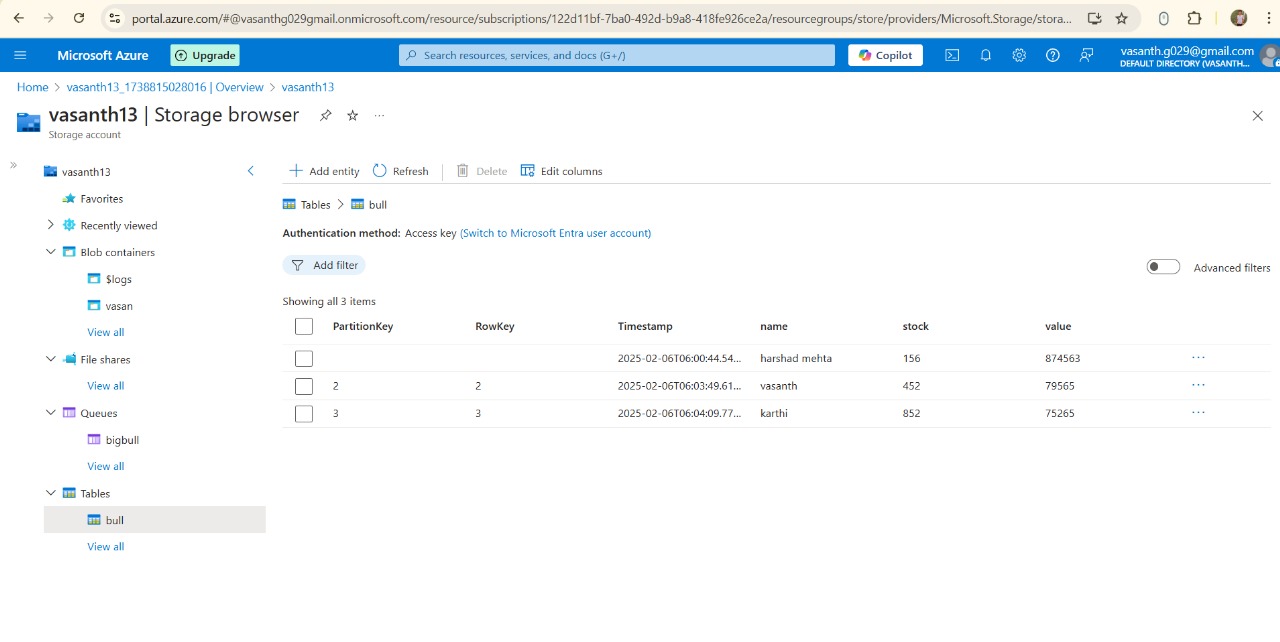 portal.azure.com/#@vasanthg029gmail.onmicrosoft.com/resource/subscriptions/122d11bf-7ba0-492d-b9a8-418fe926ce2a/resourcegroups/store/providers/Microsoft.Storage/stora...
Microsoft Azure
Upgrade
Search resources, services, and docs (G+/)
Copilot
vasanth.g029@gmail.com
DEFAULT DIRECTORY (VASANTH...
Home > vasanth13_1738815028016 | Overview > vasanth13
vasanth13 | Storage browser ...
Storage account
vasanth13
Favorites
Recently viewed
Blob containers
$logs
vasan
View all
File shares
View all
Queues
bigbull
View all
Tables
bull
View all
Add entity Refresh Delete Edit columns
Tables > bull
Authentication method: Access key (Switch to Microsoft Entra user account)
Add filter
Advanced filters
Showing all 3 items
PartitionKey RowKey Timestamp name stock value
2025-02-06T06:00:44.54... harshad mehta 156 874563 ...
2 2 2025-02-06T06:03:49.61... vasanth 452 79565 ...
3 3 2025-02-06T06:04:09.77... karthi 852 75265 ...